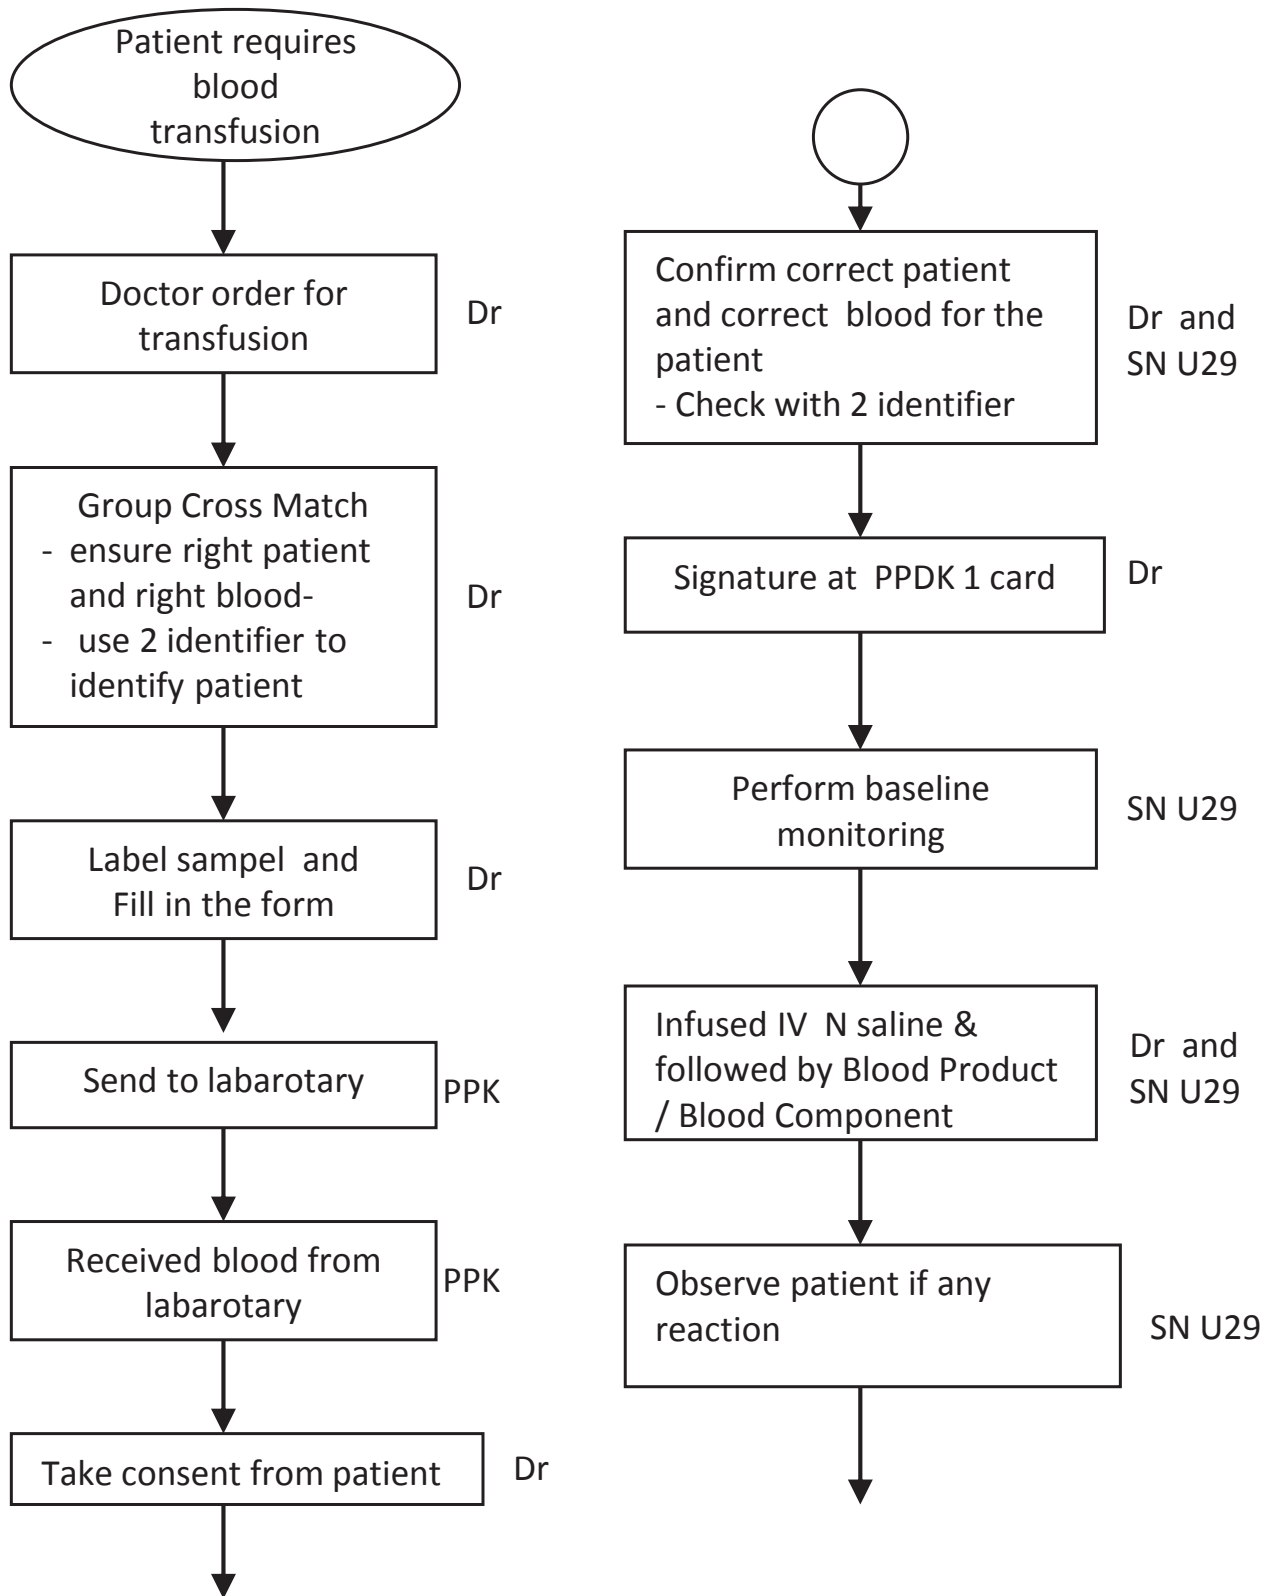 Patient requires
blood
transfusion
Doctor order for
transfusion
Dr
Group Cross Match
- ensure right patient
and right blood-
- use 2 identifier to
identify patient
Dr
Label sampel and
Fill in the form
Dr
Send to labarotary
PPK
Received blood from
labarotary
PPK
Take consent from patient
Dr
Confirm correct patient
and correct blood for the
patient
- Check with 2 identifier
Dr and
SN U29
Signature at PPDK 1 card
Dr
Perform baseline
monitoring
SN U29
Infused IV N saline &
followed by Blood Product
/ Blood Component
Dr and
SN U29
Observe patient if any
reaction
SN U29